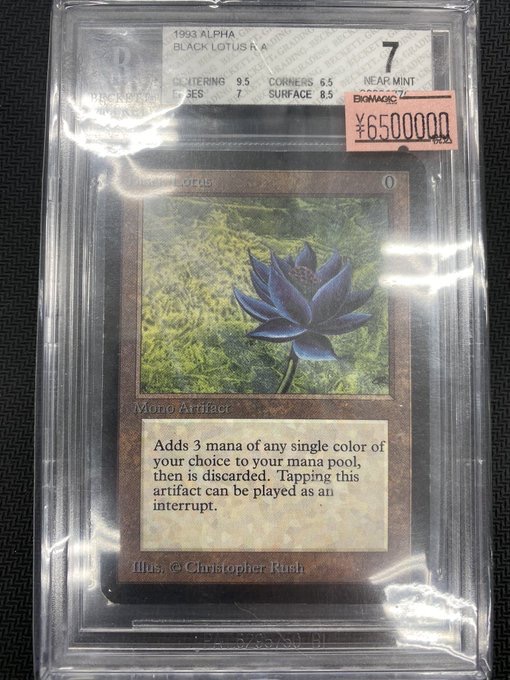 1993 ALPHA
BLACK LOTUS R A
CENTERING 9.5 CORNERS 6.5
EDGES 7 SURFACE 8.5
7
NEAR MINT
BECKETT
BIGMAGIC
¥6500000
Lotus
0
Mono Artifact
Adds 3 mana of any single color of
your choice to your mana pool,
then is discarded. Tapping this
artifact can be played as an
interrupt.
Illus. © Christopher Rush